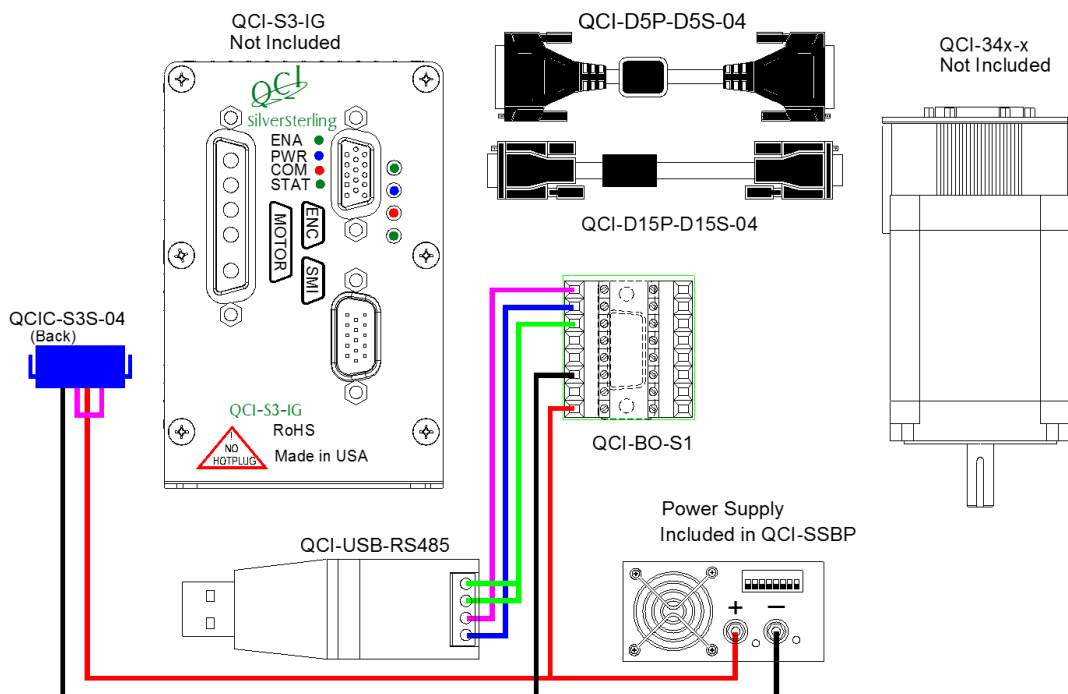 QCI-S3-IG
Not Included
QCI-D5P-D5S-04
QCI-34x-x
Not Included
QCI
SilverSterling
ENA
PWR
COM
STAT
MOTOR
ENC
SMI
QCI-D15P-D15S-04
QCIC-S3S-04
(Back)
QCI-S3-IG
RoHS
Made in USA
!
NO
HOTPLUG
QCI-BO-S1
Power Supply
Included in QCI-SSBP
QCI-USB-RS485
+ −